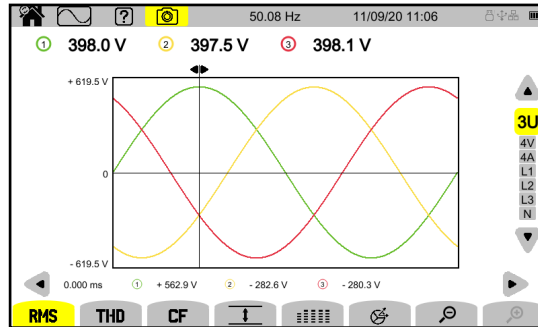 ? 50.08 Hz 11/09/20 11:06
1 398.0 V 2 397.5 V 3 398.1 V
+ 619.5 V
0
- 619.5 V
3U
4V
4A
L1
L2
L3
N
0.000 ms 1 + 562.9 V 2 - 282.6 V 3 - 280.3 V
RMS THD CF